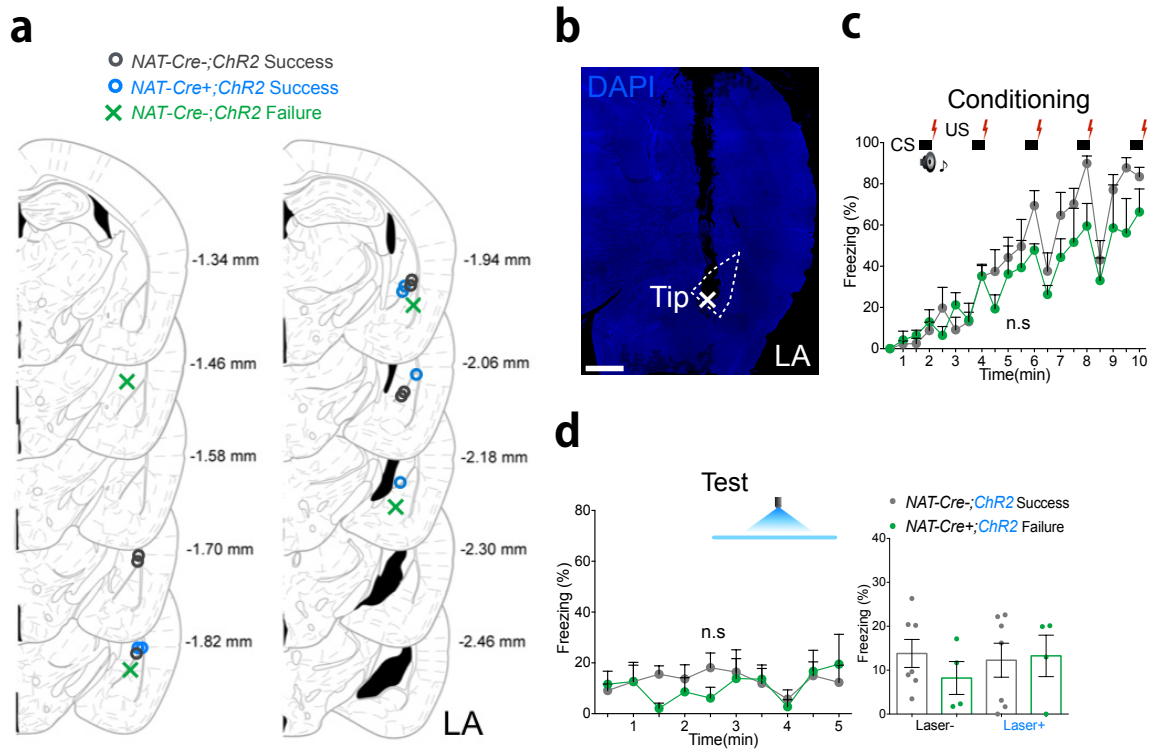 a
NAT-Cre-;ChR2 Success
NAT-Cre+;ChR2 Success
NAT-Cre-;ChR2 Failure
-1.34 mm
-1.46 mm
-1.58 mm
-1.70 mm
-1.82 mm
-1.94 mm
-2.06 mm
-2.18 mm
-2.30 mm
-2.46 mm
LA
b
DAPI
Tip
LA
c
Conditioning
CS
US
♪
Freezing (%)
100
80
60
40
20
0
n.s
1 2 3 4 5 6 7 8 9 10
Time(min)
d
Test
Freezing (%)
80
60
40
20
0
n.s
1 2 3 4 5
Time(min)
NAT-Cre-;ChR2 Success
NAT-Cre+;ChR2 Failure
Freezing (%)
40
30
20
10
0
Laser- Laser+